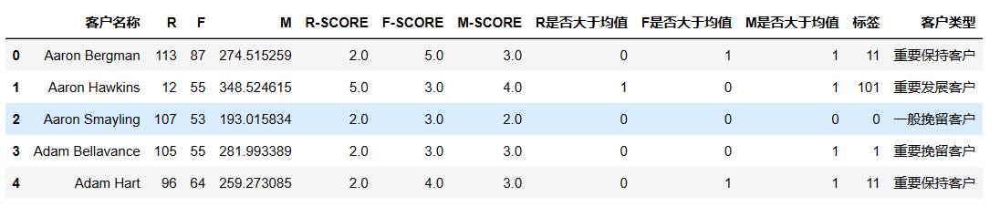 客户名称 R F M R-SCORE F-SCORE M-SCORE R是否大于均值 F是否大于均值 M是否大于均值 标签 客户类型
0 Aaron Bergman 113 87 274.515259 2.0 5.0 3.0 0 1 1 11 重要保持客户
1 Aaron Hawkins 12 55 348.524615 5.0 3.0 4.0 1 0 1 101 重要发展客户
2 Aaron Smayling 107 53 193.015834 2.0 3.0 2.0 0 0 0 0 一般挽留客户
3 Adam Bellavance 105 55 281.993389 2.0 3.0 3.0 0 0 1 1 重要挽留客户
4 Adam Hart 96 64 259.273085 2.0 4.0 3.0 0 1 1 11 重要保持客户